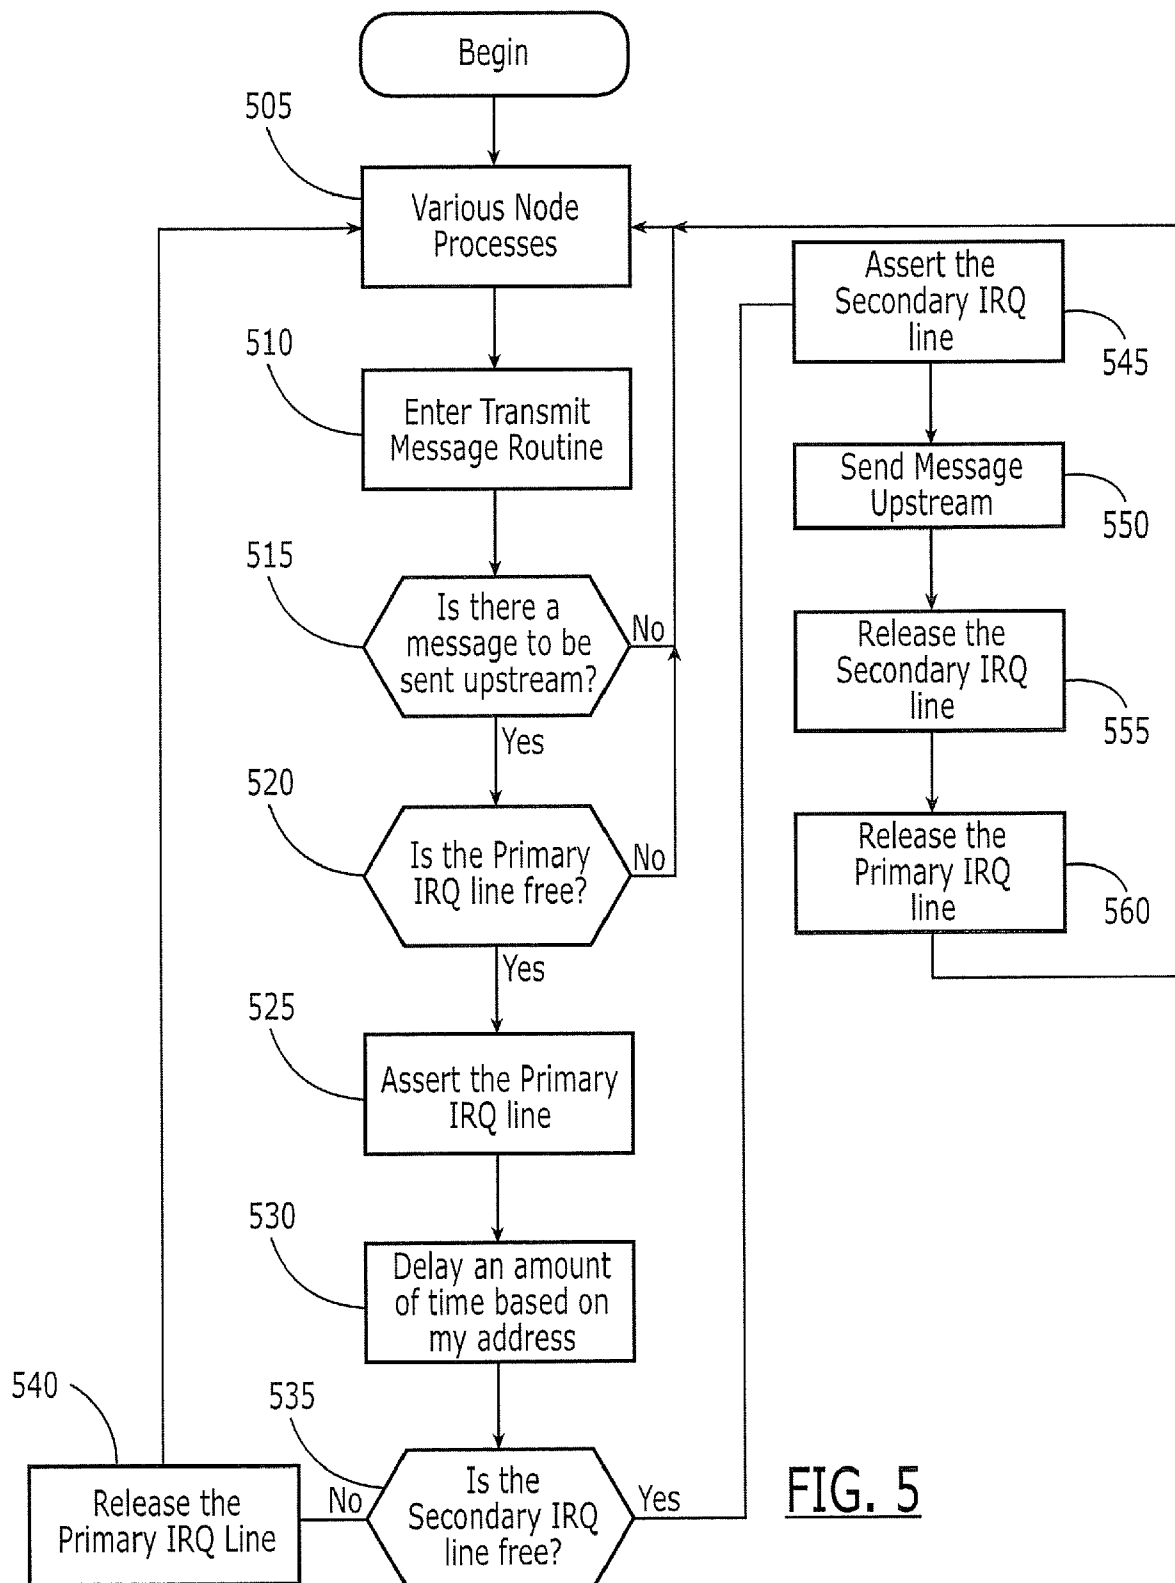 Begin
505
Various Node
Processes
510
Enter Transmit
Message Routine
515
Is there a
message to be
sent upstream?
No
Yes
520
Is the Primary
IRQ line free?
No
Yes
525
Assert the Primary
IRQ line
530
Delay an amount
of time based on
my address
535
Is the
Secondary IRQ
line free?
No
Yes
540
Release the
Primary IRQ Line
Assert the
Secondary IRQ
line
545
Send Message
Upstream
550
Release the
Secondary IRQ
line
555
Release the
Primary IRQ
line
560
FIG. 5